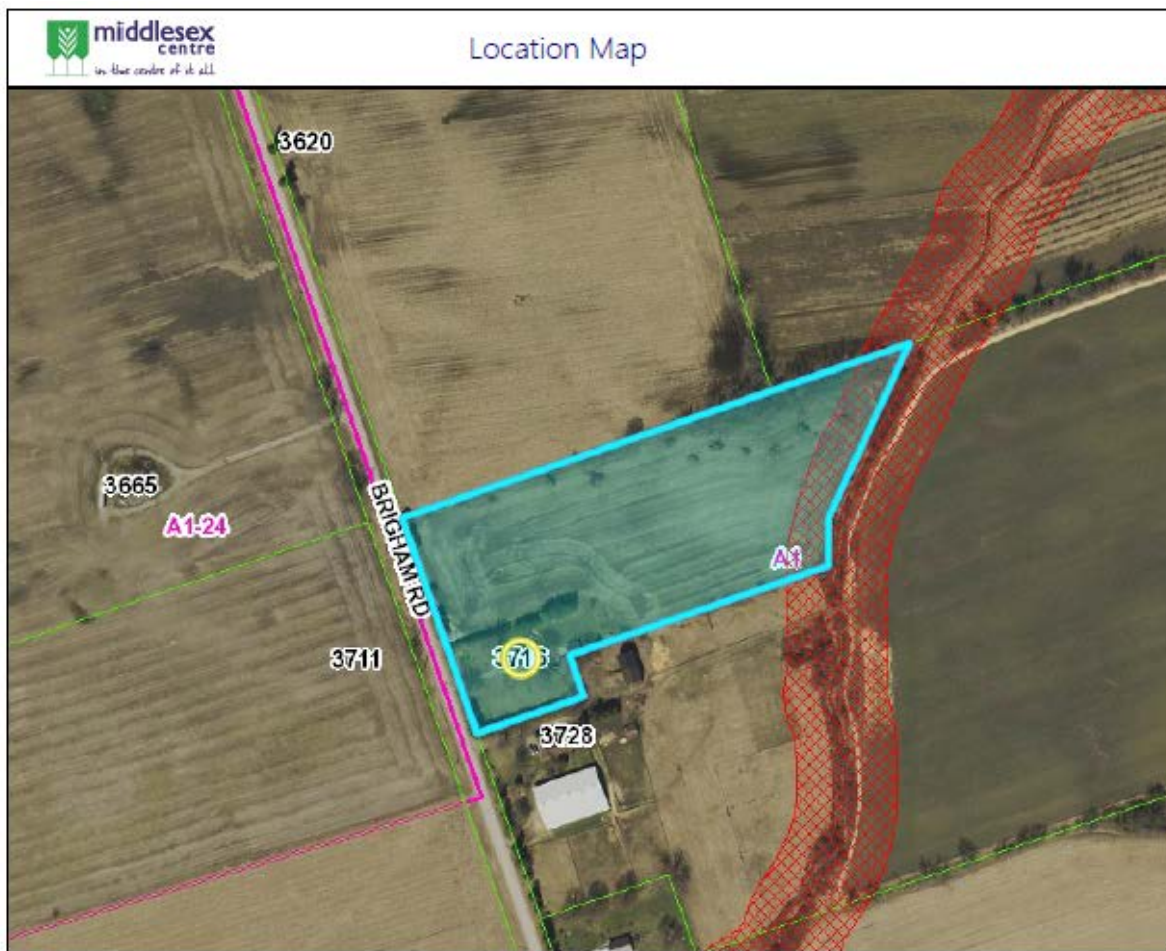 middlesex
centre
in the centre of it all
Location Map
3620
3665
A1-24
BRIGHAM RD
A1
3711
3716
3728